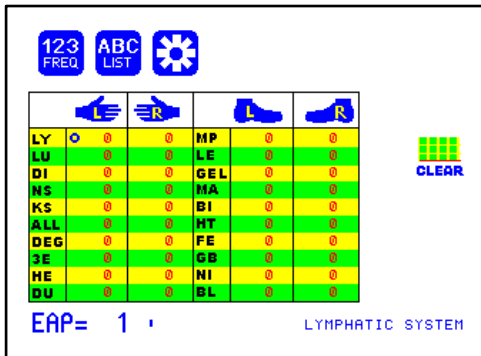 123 ABC
FREQ LIST
L R L R
LY 0 0 MP 0 0
LU 0 0 LE 0 0
DI 0 0 GEL 0 0
NS 0 0 MA 0 0
KS 0 0 BI 0 0
ALL 0 0 HT 0 0
DEG 0 0 FE 0 0
3E 0 0 GB 0 0
HE 0 0 NI 0 0
DU 0 0 BL 0 0
CLEAR
EAP= 1 LYMPHATIC SYSTEM